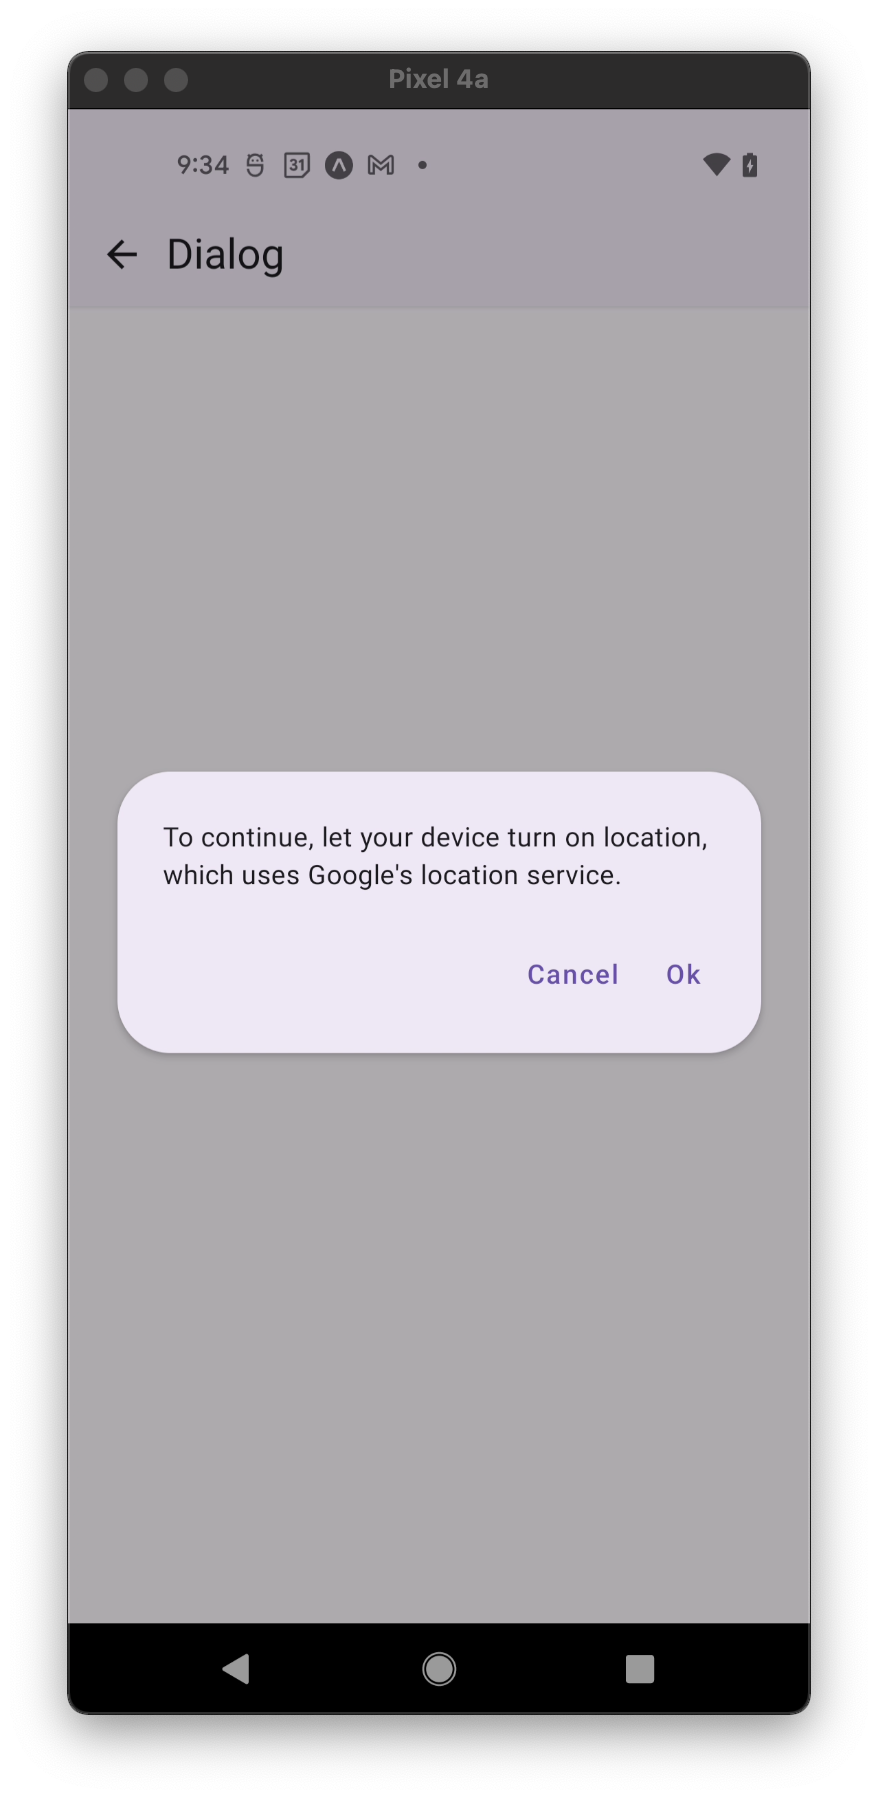 Pixel 4a
9:34 31
Dialog
To continue, let your device turn on location,
which uses Google's location service.
Cancel Ok